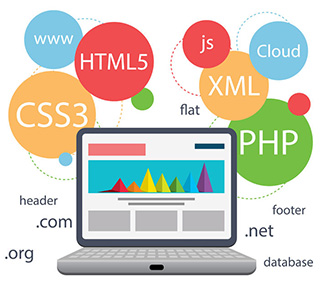 www
HTML5
js
Cloud
CSS3
XML
flat
PHP
header
footer
.com
.net
.org
database